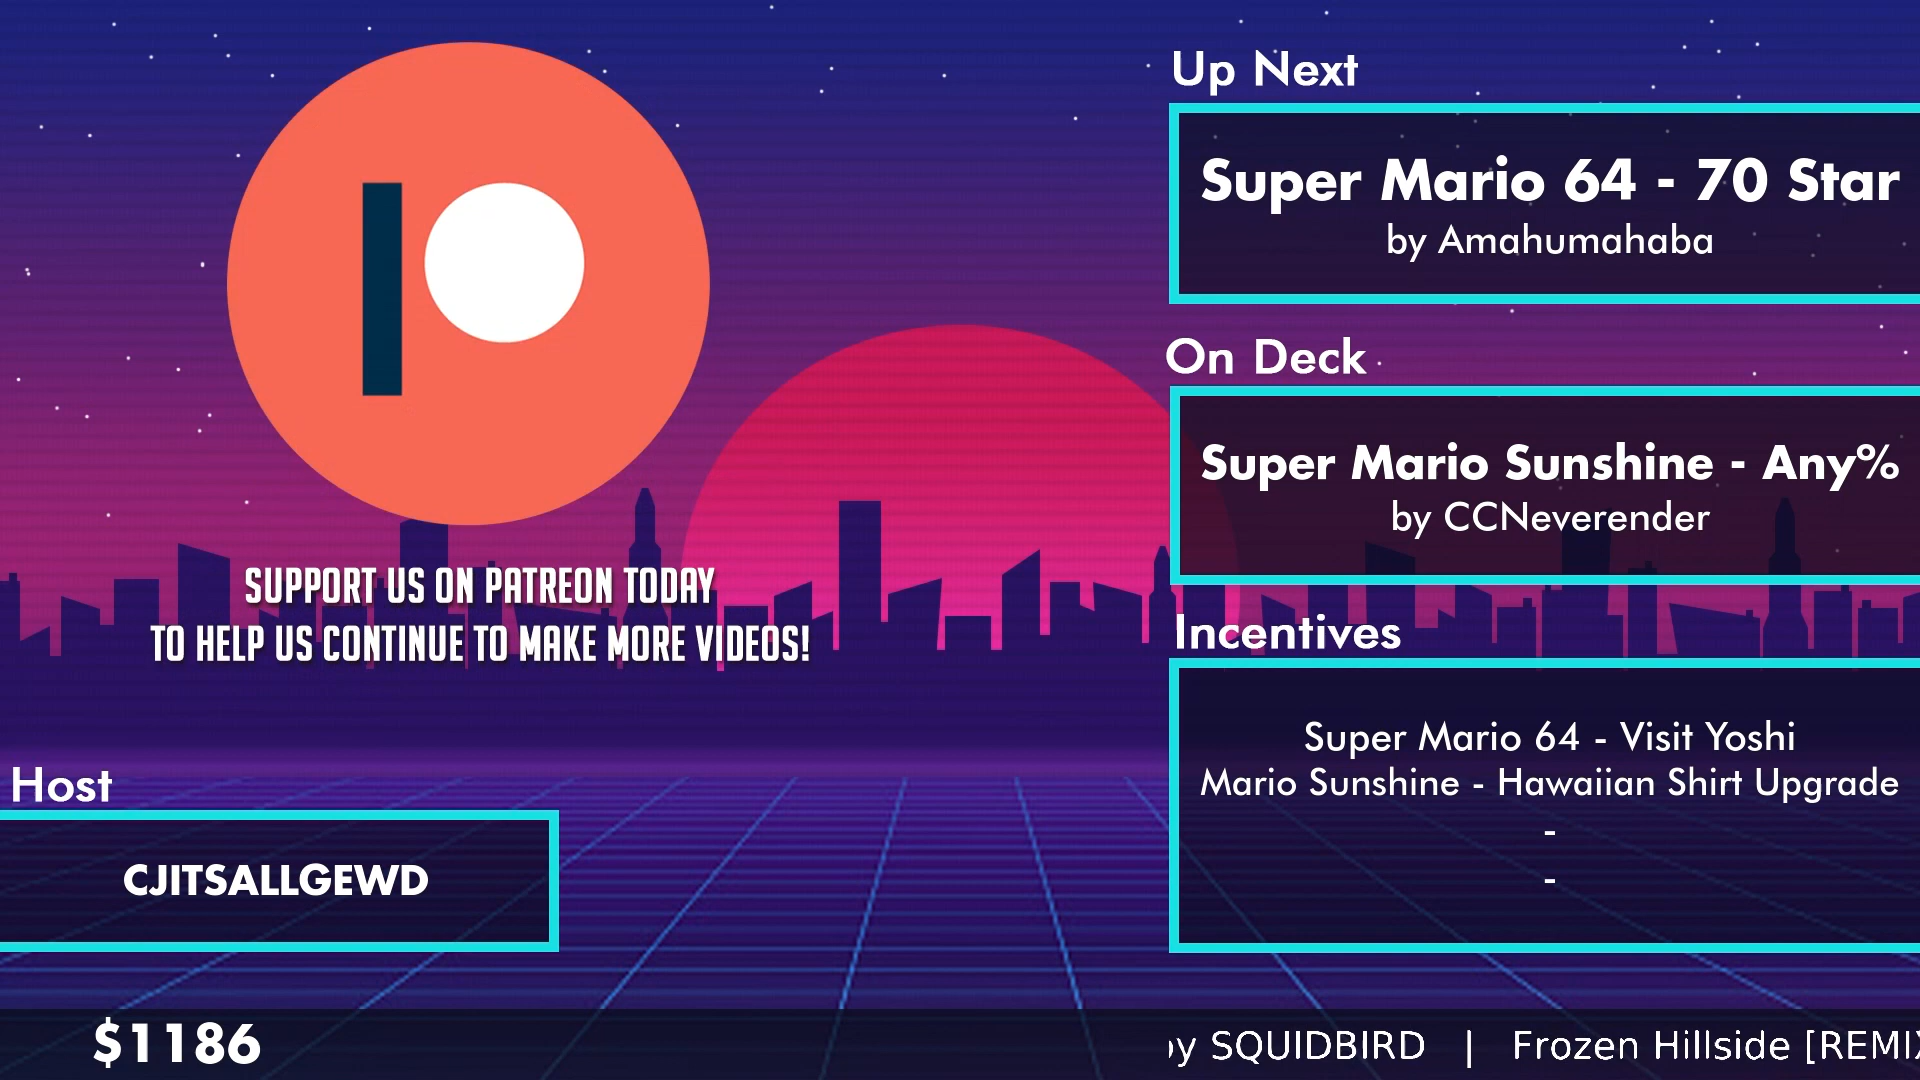 Up Next
Super Mario 64 - 70 Star
by Amahumahaba
On Deck
Super Mario Sunshine - Any%
by CCNeverender
SUPPORT US ON PATREON TODAY
TO HELP US CONTINUE TO MAKE MORE VIDEOS!
Incentives
Super Mario 64 - Visit Yoshi
Mario Sunshine - Hawaiian Shirt Upgrade
-
-
Host
CJITSALLGEWD
$1186
by SQUIDBIRD | Frozen Hillside [REMIX